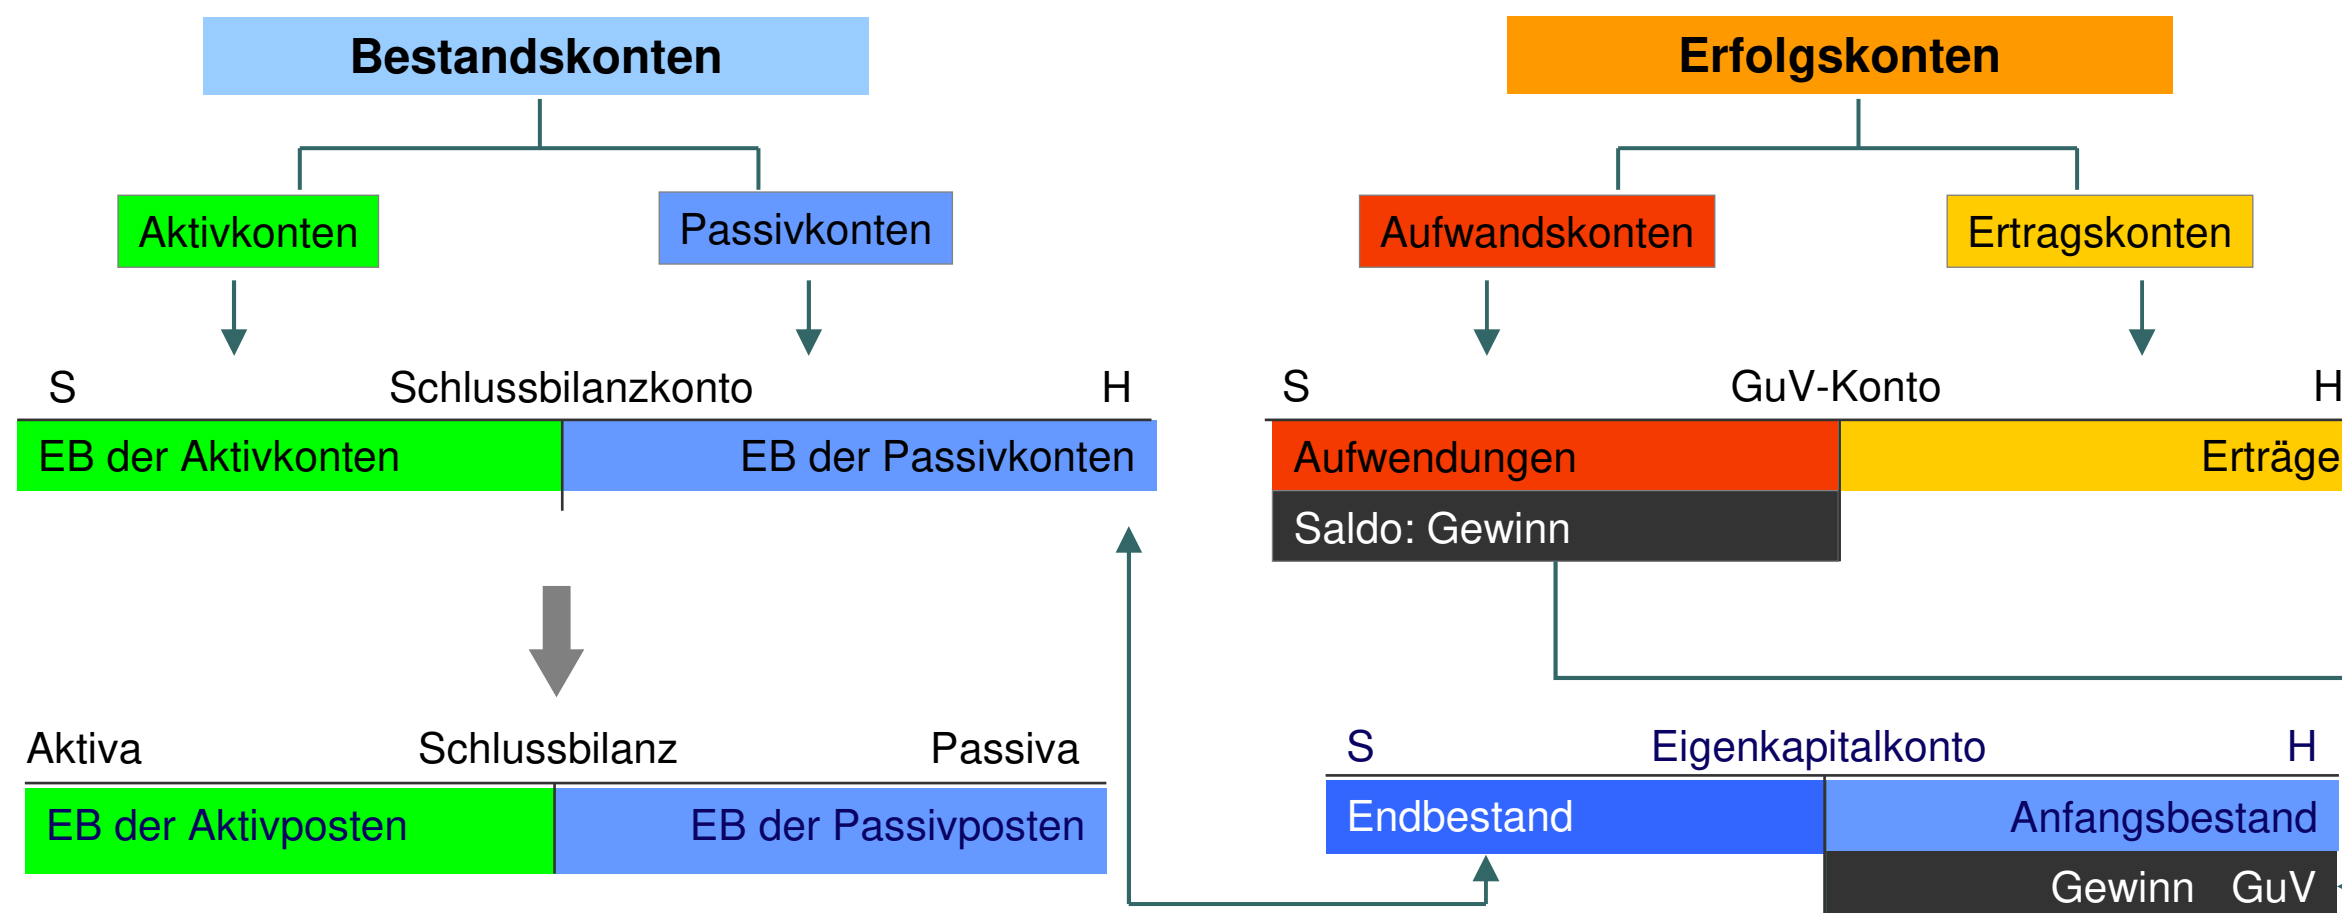 Bestandskonten
Erfolgskonten
Aktivkonten
Passivkonten
Aufwandskonten
Ertragskonten
S Schlussbilanzkonto H
EB der Aktivkonten EB der Passivkonten
S GuV-Konto H
Aufwendungen Erträge
Saldo: Gewinn
Aktiva Schlussbilanz Passiva
EB der Aktivposten EB der Passivposten
S Eigenkapitalkonto H
Endbestand Anfangsbestand
Gewinn GuV